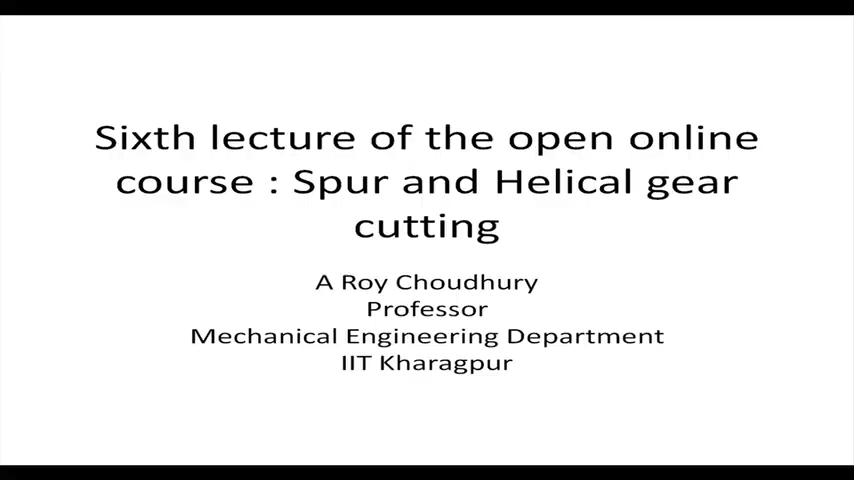 Sixth lecture of the open online
course : Spur and Helical gear
cutting
A Roy Choudhury
Professor
Mechanical Engineering Department
IIT Kharagpur